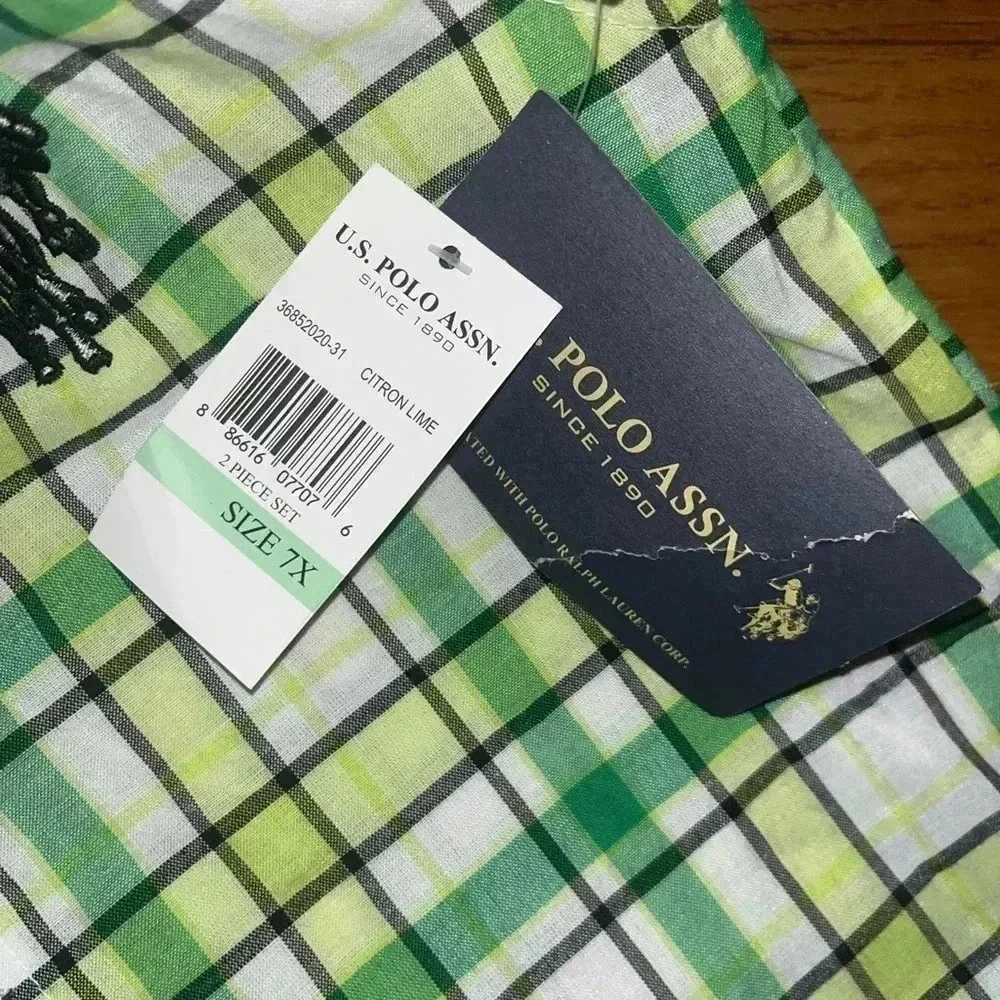 U.S. POLO ASSN.
SINCE 1890
36852020-31
CITRON LIME
8 86616 07707 6
2 PIECE SET
SIZE 7X
POLO ASSN.
SINCE 1890
WITH POLO RALPH LAUREN CORP.